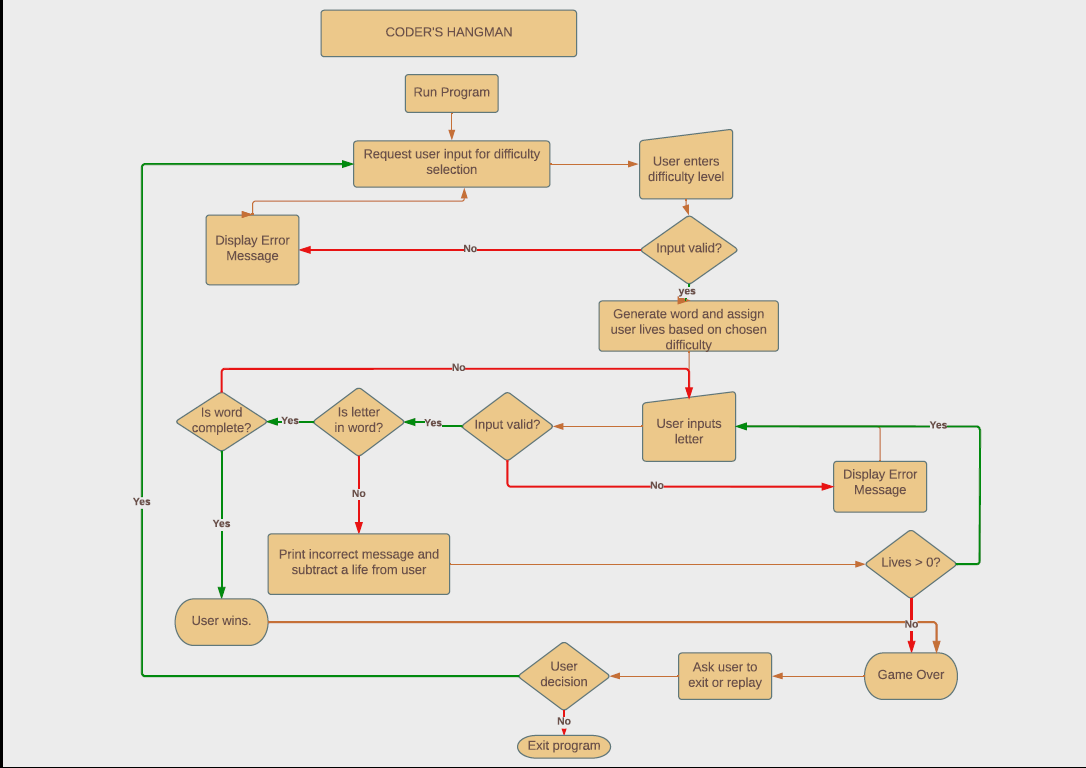 CODER'S HANGMAN
Run Program
Request user input for difficulty
selection
User enters
difficulty level
Display Error
Message
No
Input valid?
yes
Generate word and assign
user lives based on chosen
difficulty
No
Is word
complete?
Yes
Is letter
in word?
Yes
Input valid?
User inputs
letter
Yes
No
Display Error
Message
No
Yes
Yes
Print incorrect message and
subtract a life from user
Lives > 0?
User wins.
No
User
decision
Ask user to
exit or replay
Game Over
No
Exit program